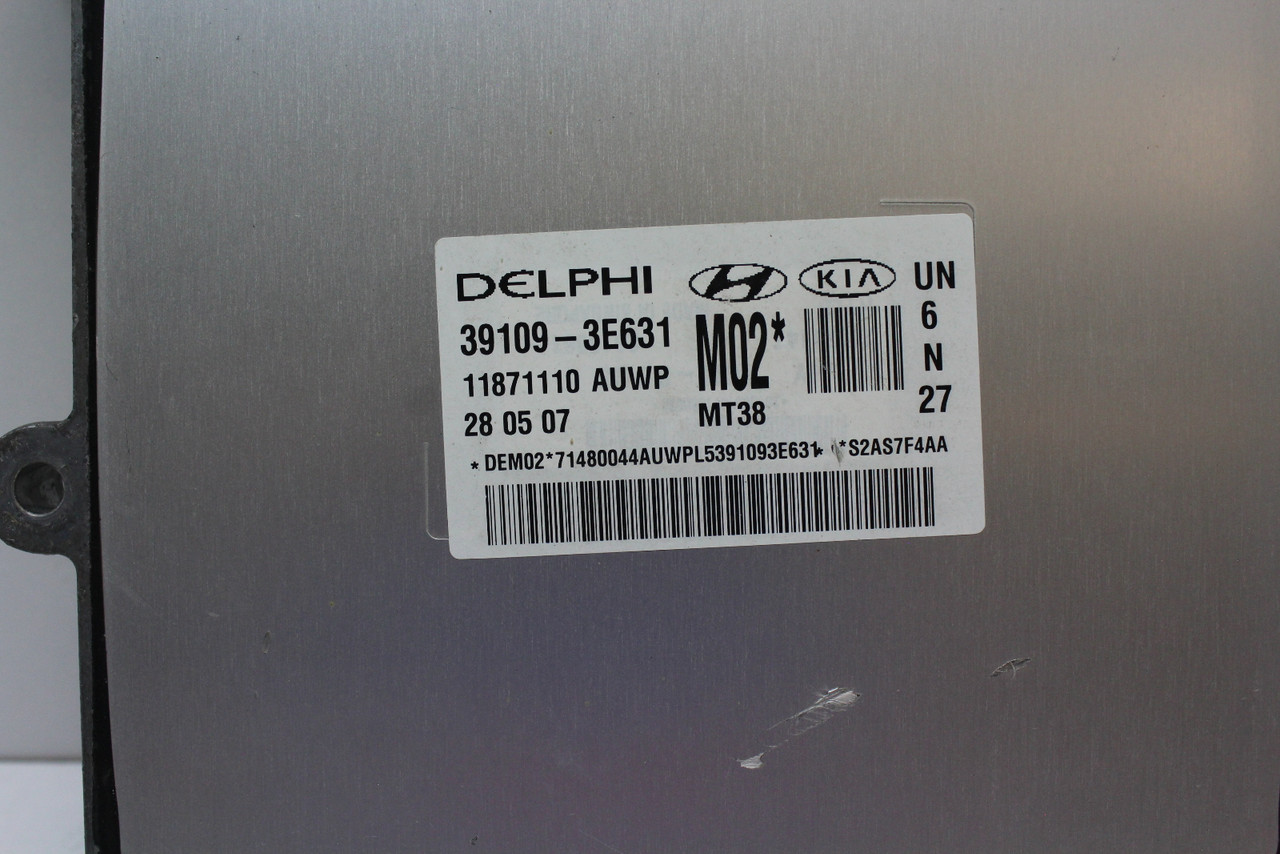 DELPHI KIA UN
39109-3E631 M02* 6
11871110 AUWP N
28 05 07 MT38 27
*DEM02*71480044AUWPL5391093E631* *S2AS7F4AA